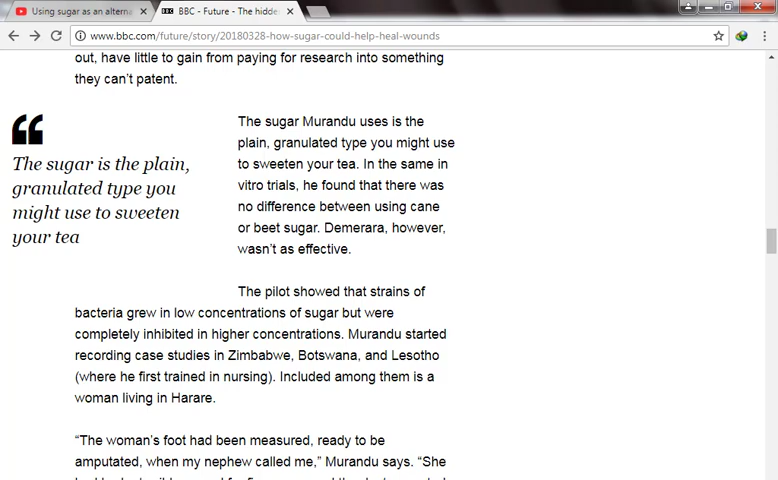 Using sugar as an alterna
BBC - Future - The hidde
www.bbc.com/future/story/20180328-how-sugar-could-help-heal-wounds
out, have little to gain from paying for research into something
they can’t patent.
“
The sugar is the plain,
granulated type you
might use to sweeten
your tea
The sugar Murandu uses is the
plain, granulated type you might use
to sweeten your tea. In the same in
vitro trials, he found that there was
no difference between using cane
or beet sugar. Demerara, however,
wasn’t as effective.
The pilot showed that strains of
bacteria grew in low concentrations of sugar but were
completely inhibited in higher concentrations. Murandu started
recording case studies in Zimbabwe, Botswana, and Lesotho
(where he first trained in nursing). Included among them is a
woman living in Harare.
“The woman’s foot had been measured, ready to be
amputated, when my nephew called me,” Murandu says. “She